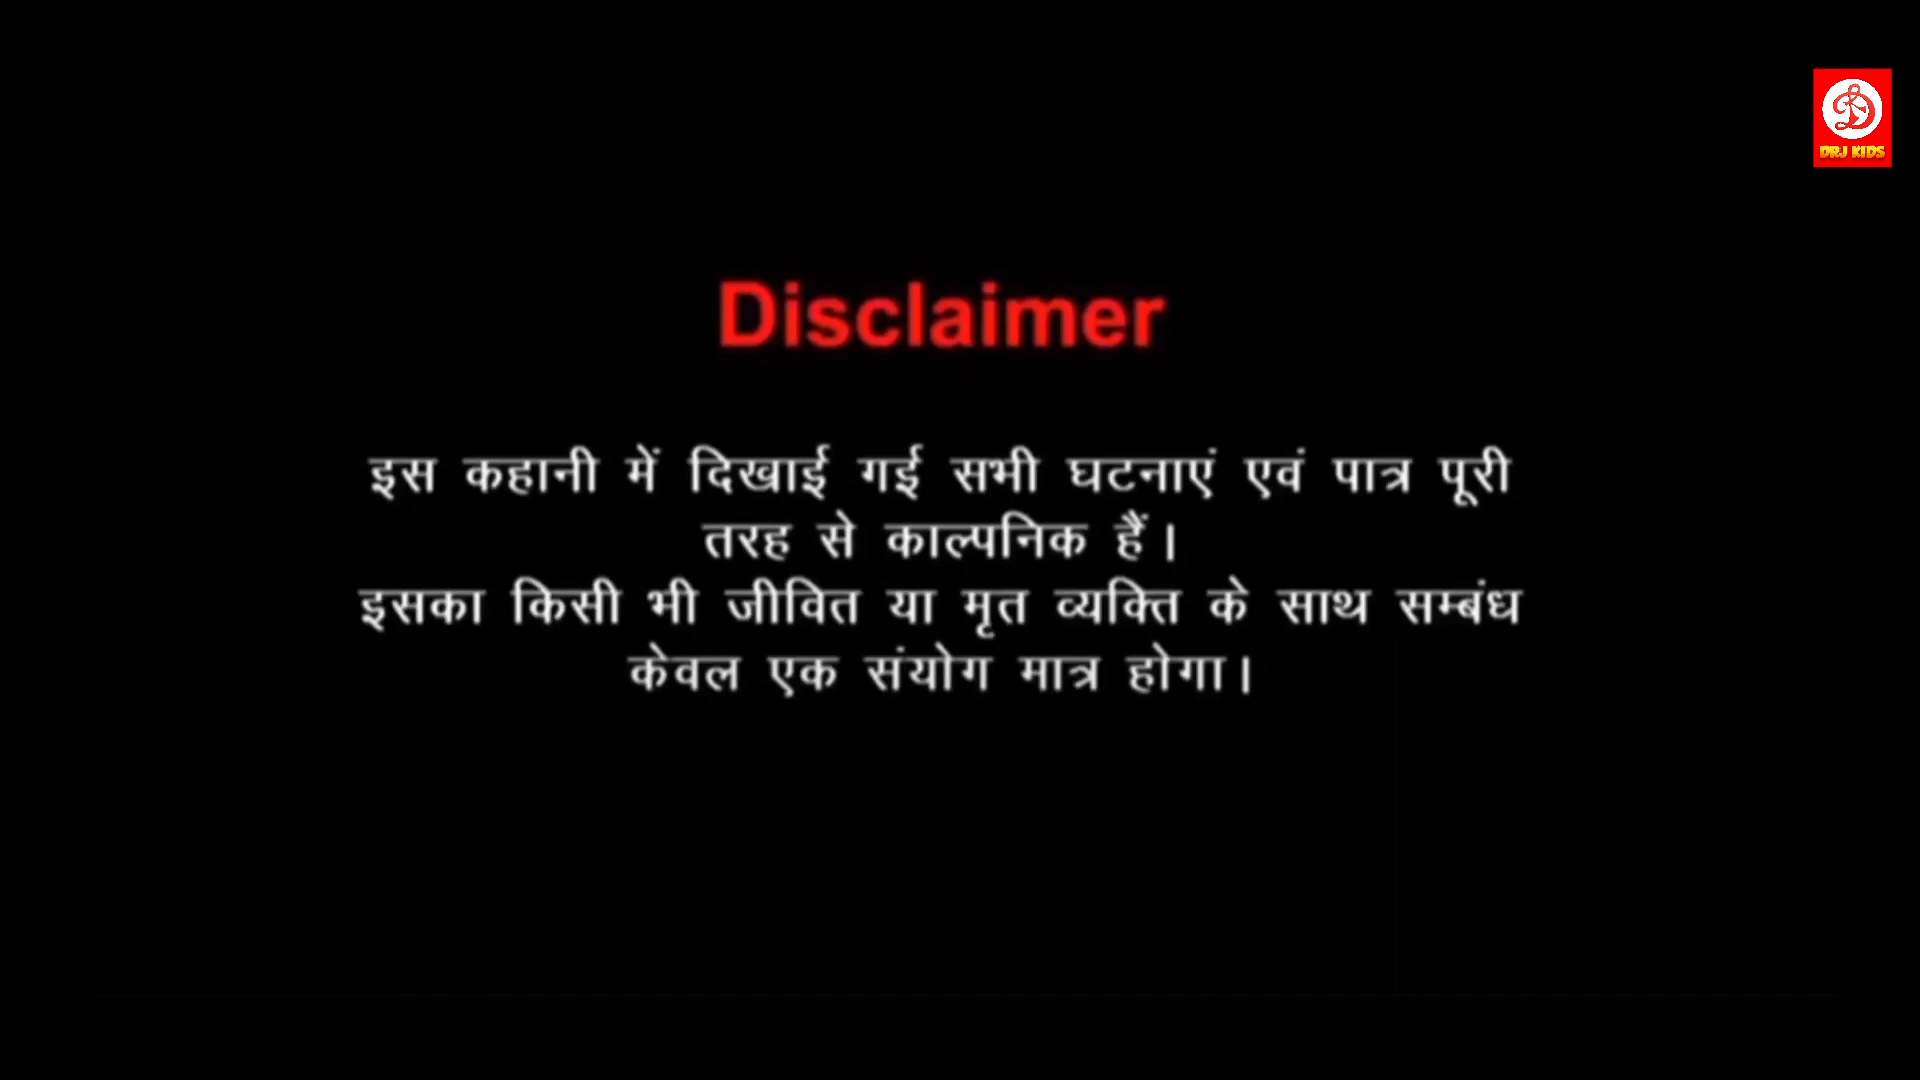 DRJ KIDS
Disclaimer
इस कहानी में दिखाई गई सभी घटनाएं एवं पात्र पूरी
तरह से काल्पनिक हैं।
इसका किसी भी जीवित या मृत व्यक्ति के साथ सम्बंध
केवल एक संयोग मात्र होगा।